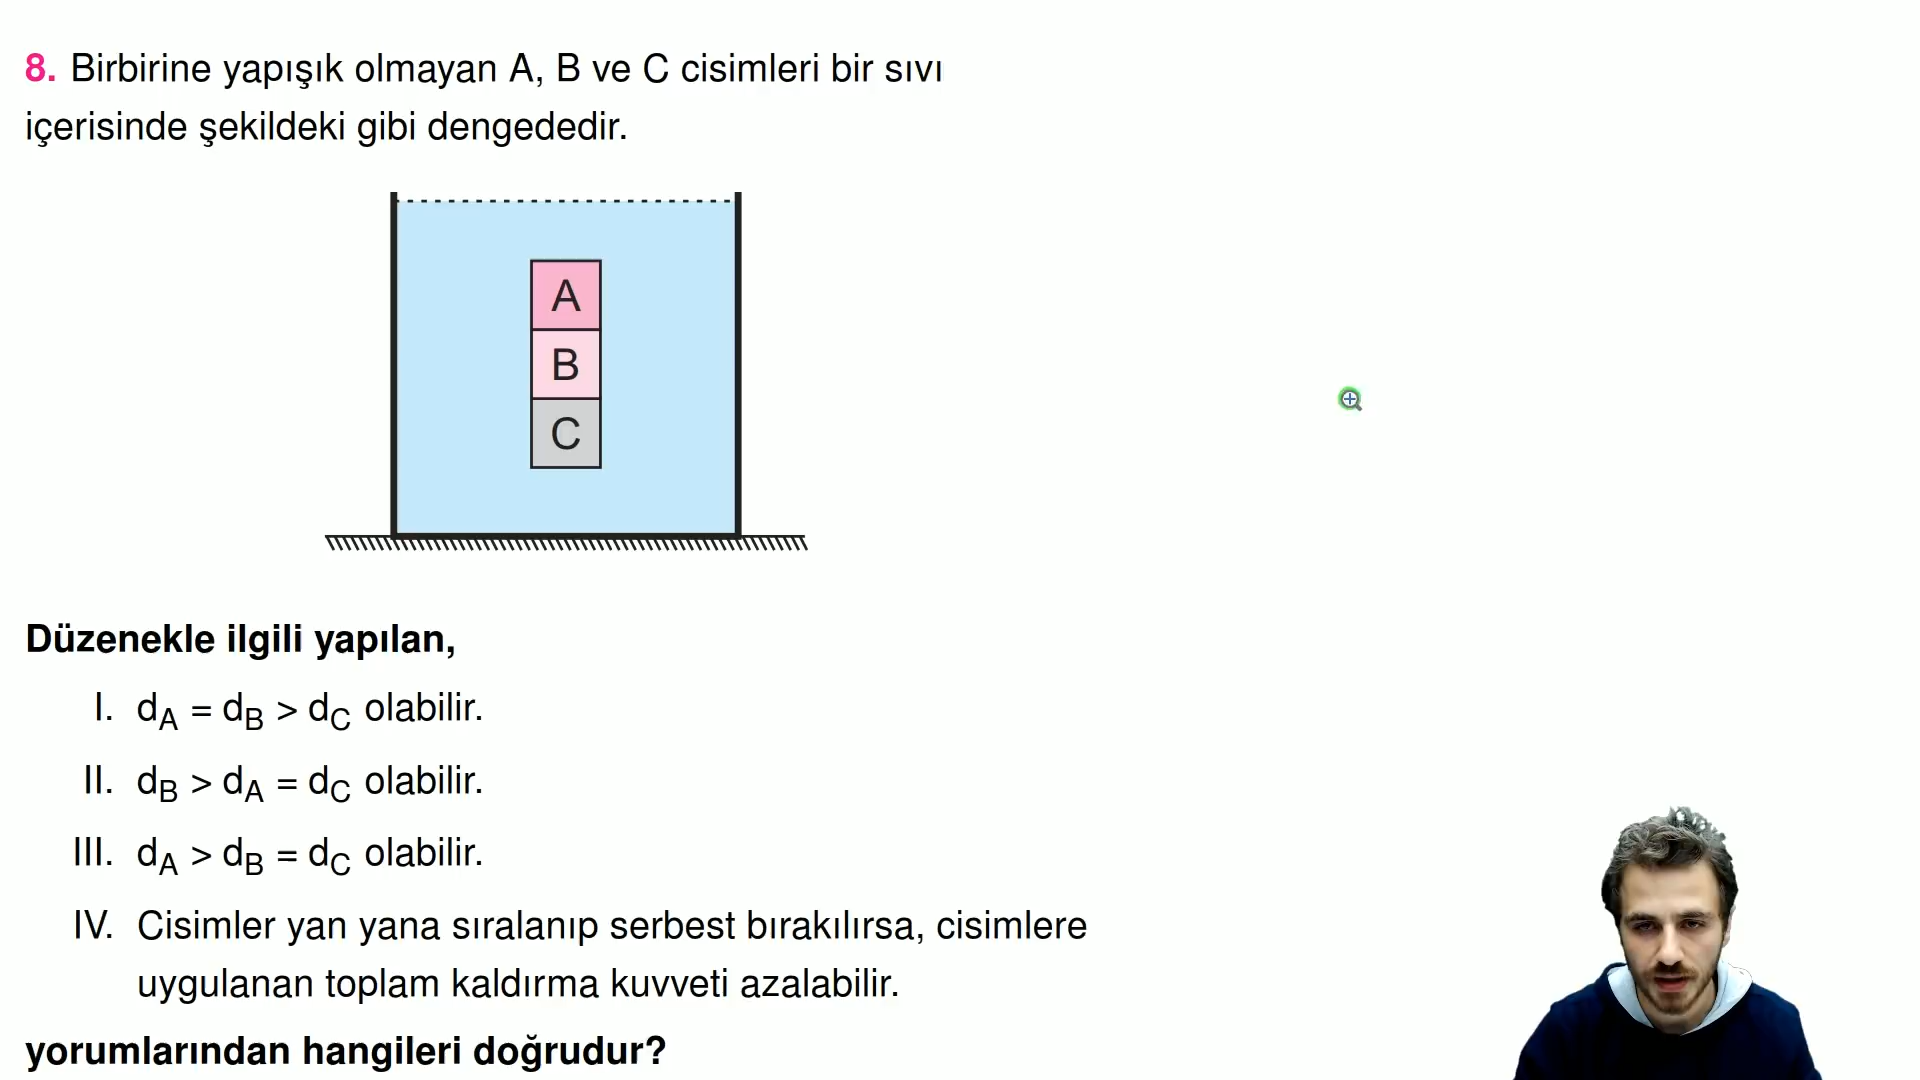 8. Birbirine yapışık olmayan A, B ve C cisimleri bir sıvı
içerisinde şekildeki gibi dengededir.
A
B
C
Düzenekle ilgili yapılan,
I. dA = dB > dC olabilir.
II. dB > dA = dC olabilir.
III. dA > dB = dC olabilir.
IV. Cisimler yan yana sıralanıp serbest bırakılırsa, cisimlere
uygulanan toplam kaldırma kuvveti azalabilir.
yorumlarından hangileri doğrudur?